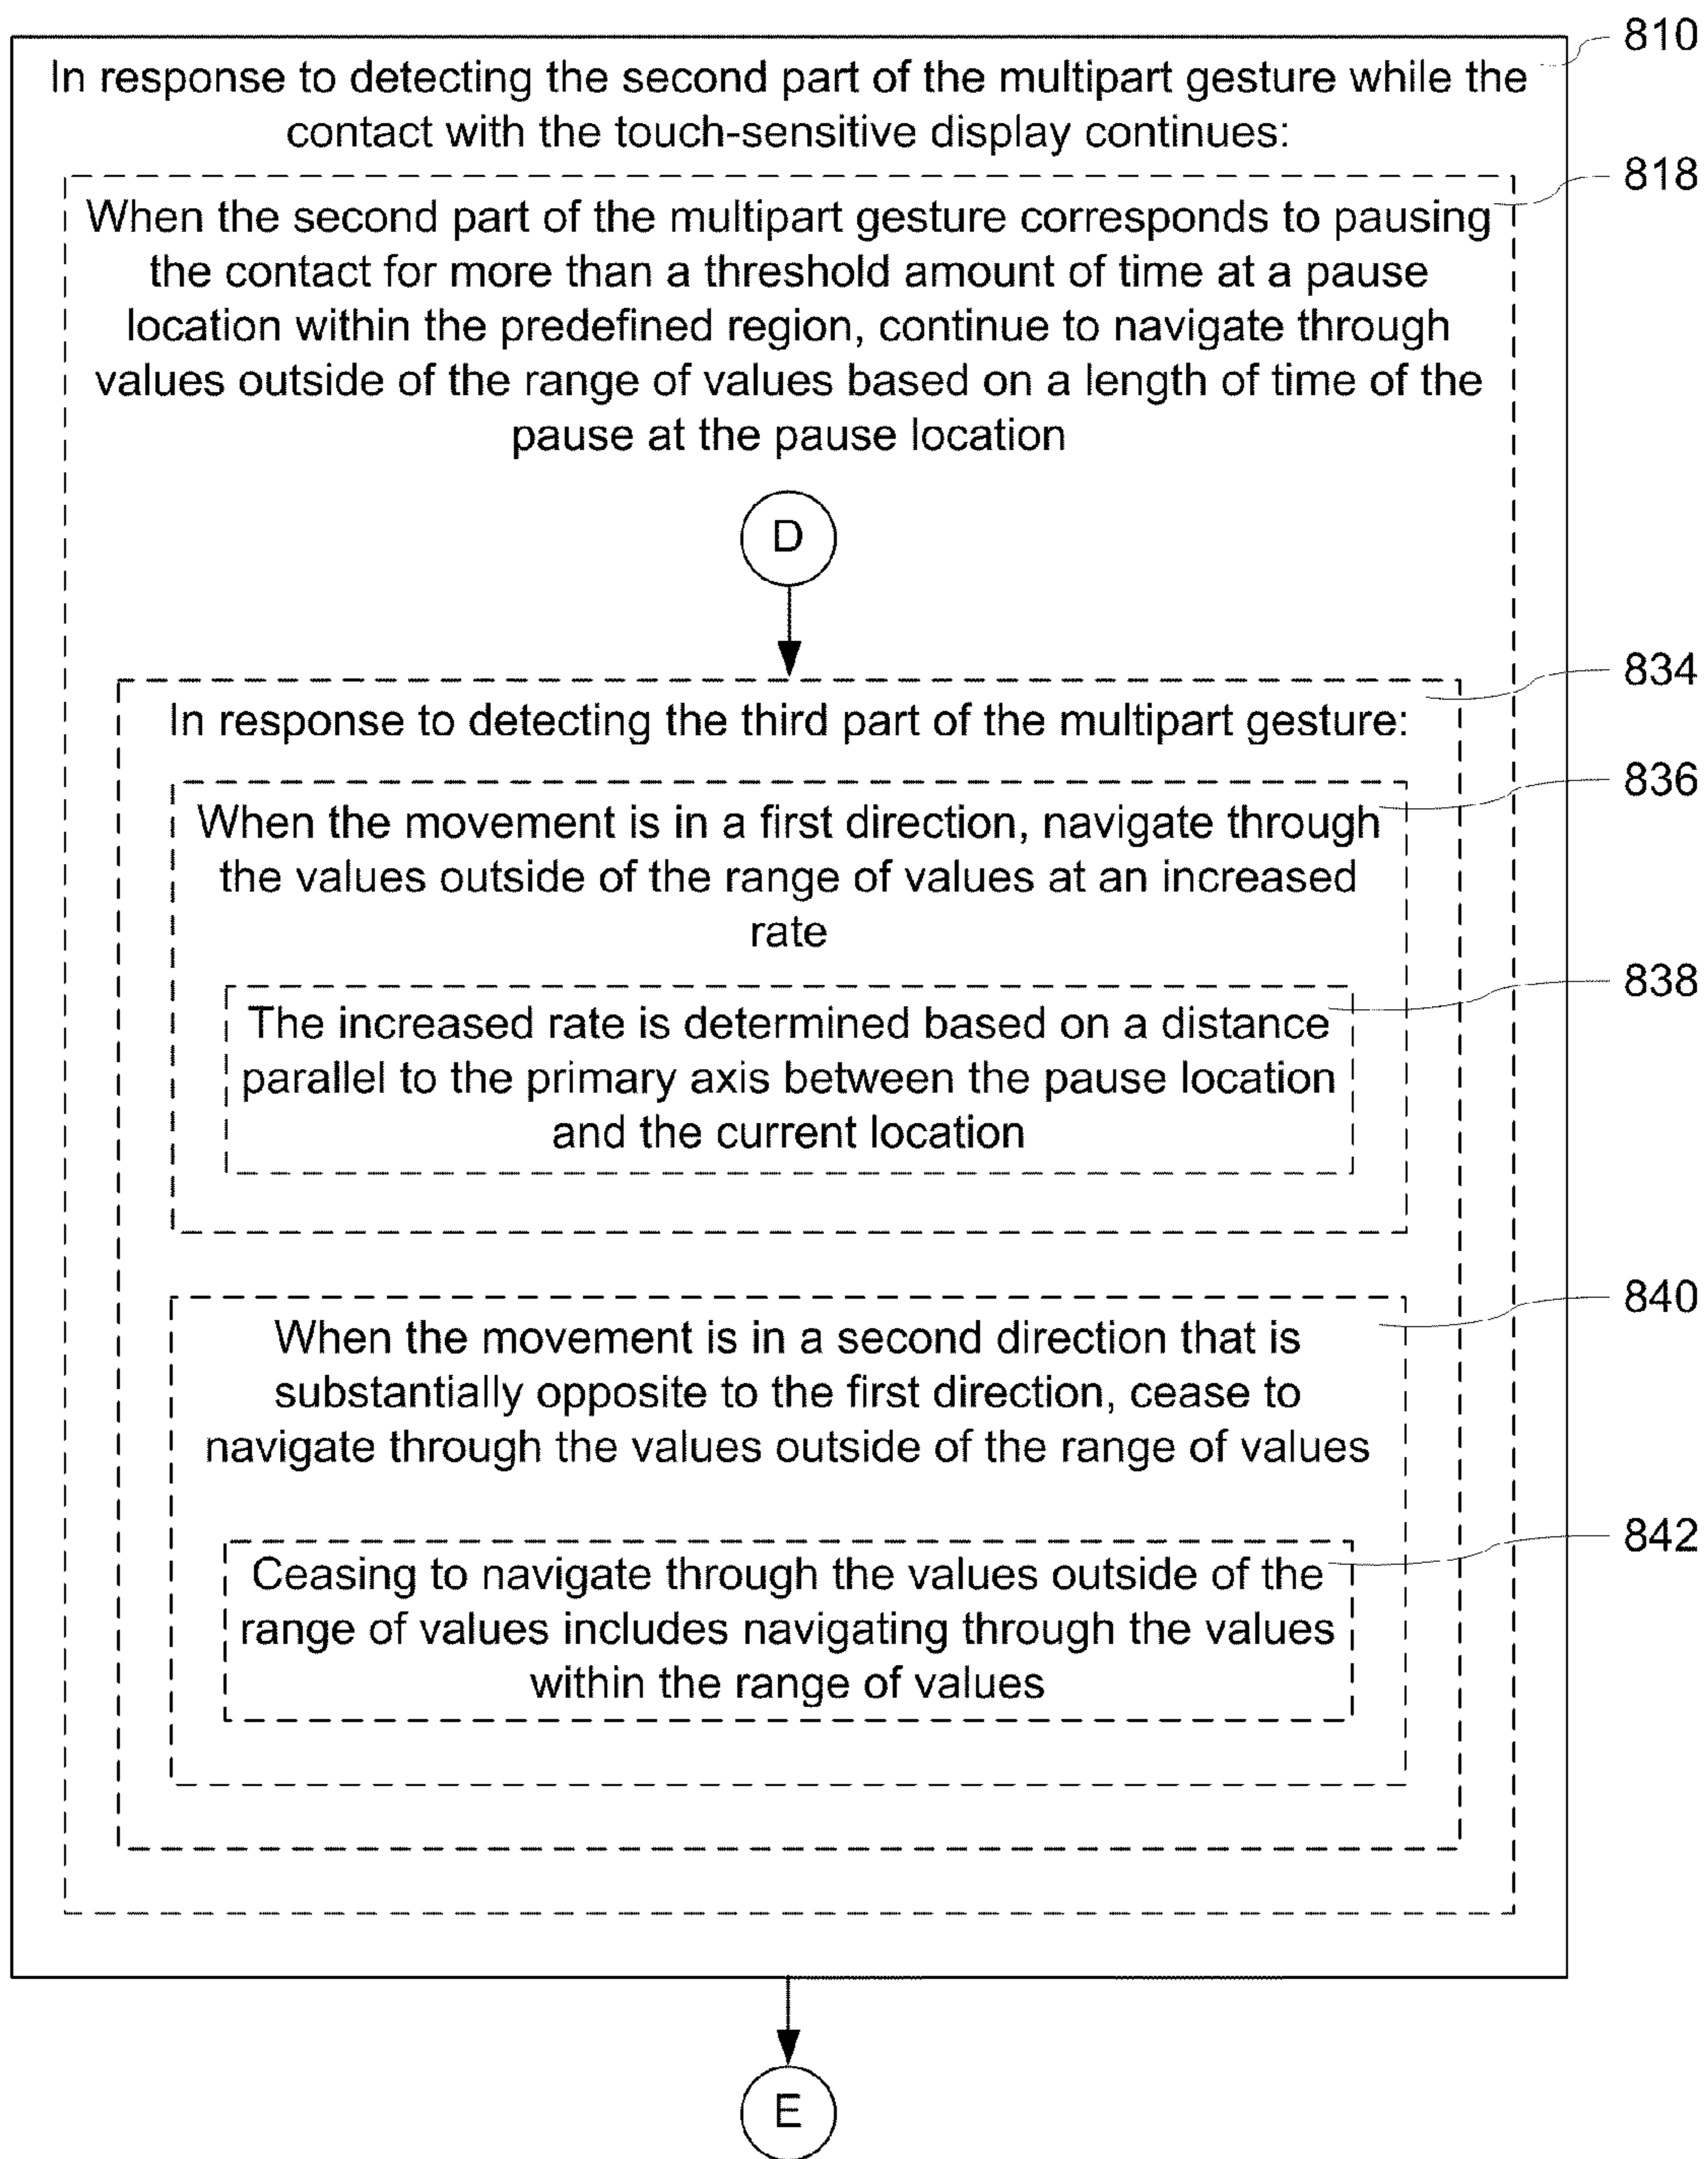 810
In response to detecting the second part of the multipart gesture while the
contact with the touch-sensitive display continues:
818
When the second part of the multipart gesture corresponds to pausing
the contact for more than a threshold amount of time at a pause
location within the predefined region, continue to navigate through
values outside of the range of values based on a length of time of the
pause at the pause location
D
834
In response to detecting the third part of the multipart gesture:
836
When the movement is in a first direction, navigate through
the values outside of the range of values at an increased
rate
838
The increased rate is determined based on a distance
parallel to the primary axis between the pause location
and the current location
840
When the movement is in a second direction that is
substantially opposite to the first direction, cease to
navigate through the values outside of the range of values
842
Ceasing to navigate through the values outside of the
range of values includes navigating through the values
within the range of values
E